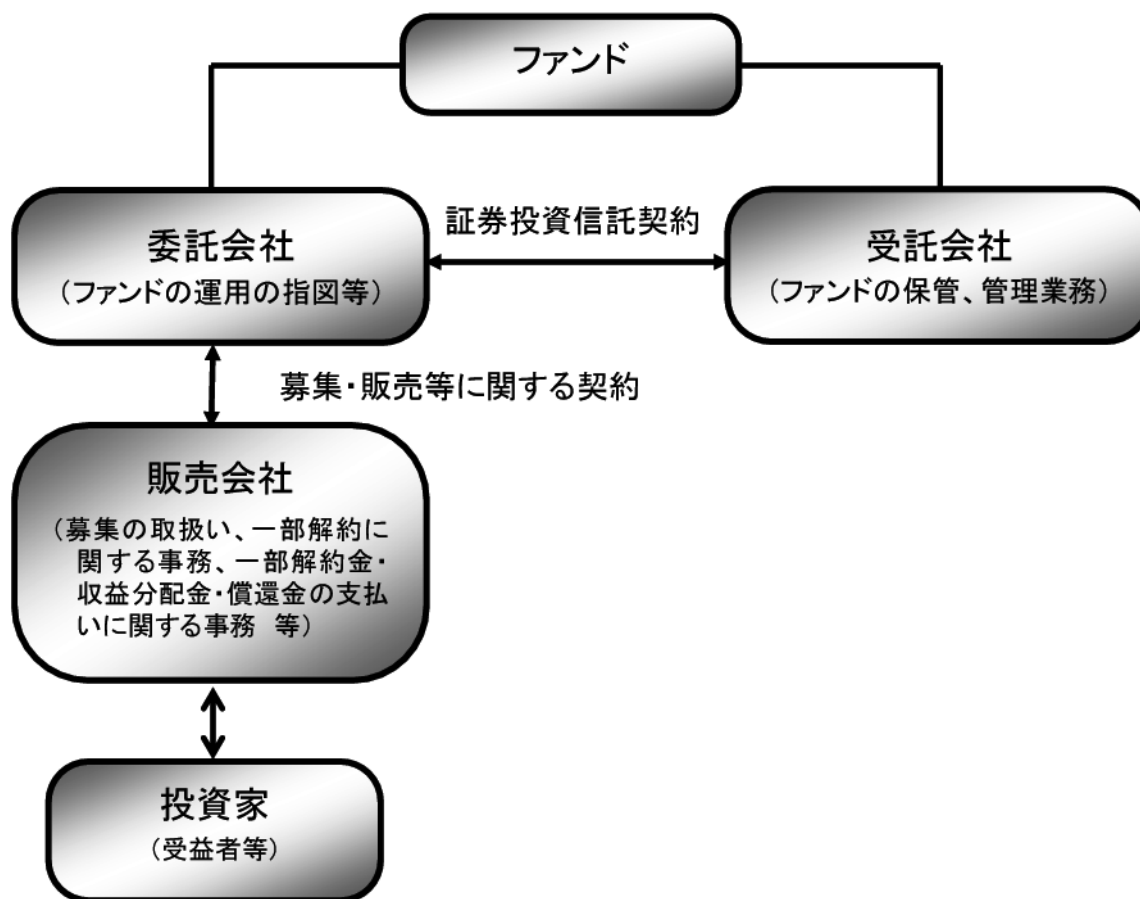 ファンド
委託会社
（ファンドの運用の指図等）
証券投資信託契約
受託会社
（ファンドの保管、管理業務）
募集・販売等に関する契約
販売会社
（募集の取扱い、一部解約に
関する事務、一部解約金・
収益分配金・償還金の支払
いに関する事務　等）
投資家
（受益者等）